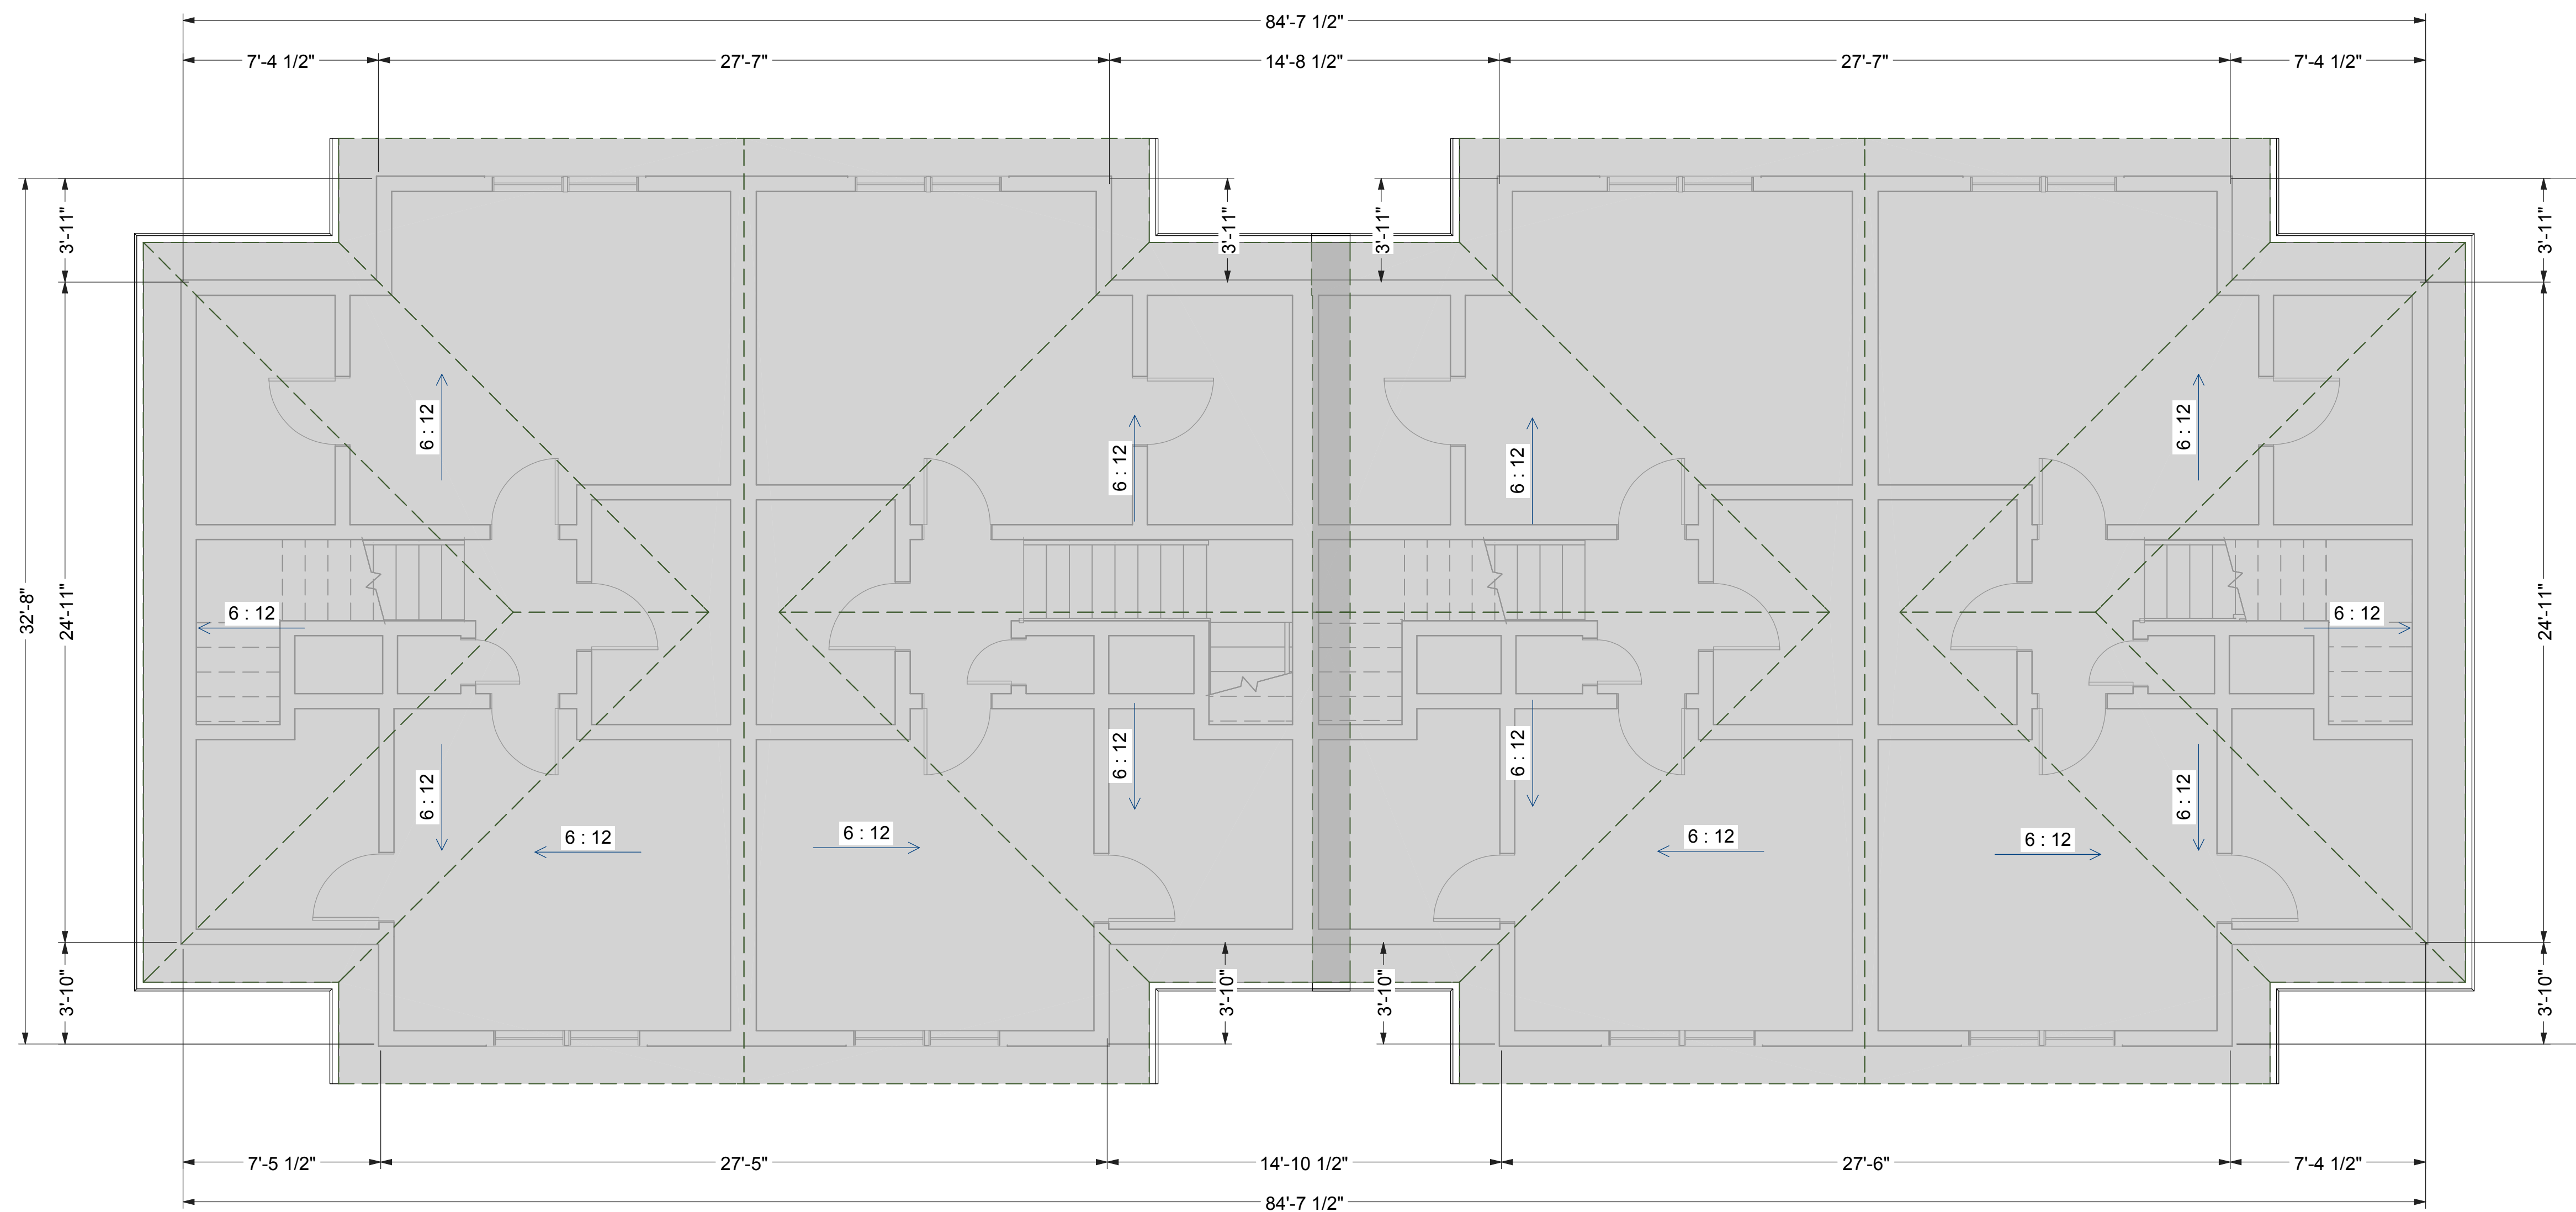 84'-7 1/2"
7'-4 1/2"
27'-7"
14'-8 1/2"
27'-7"
7'-4 1/2"
3'-11"
3'-11"
3'-11"
3'-11"
6 : 12
6 : 12
6 : 12
6 : 12
32'-8"
24'-11"
6 : 12
6 : 12
24'-11"
6 : 12
6 : 12
6 : 12
6 : 12
6 : 12
6 : 12
6 : 12
6 : 12
3'-10"
3'-10"
3'-10"
3'-10"
7'-5 1/2"
27'-5"
14'-10 1/2"
27'-6"
7'-4 1/2"
84'-7 1/2"